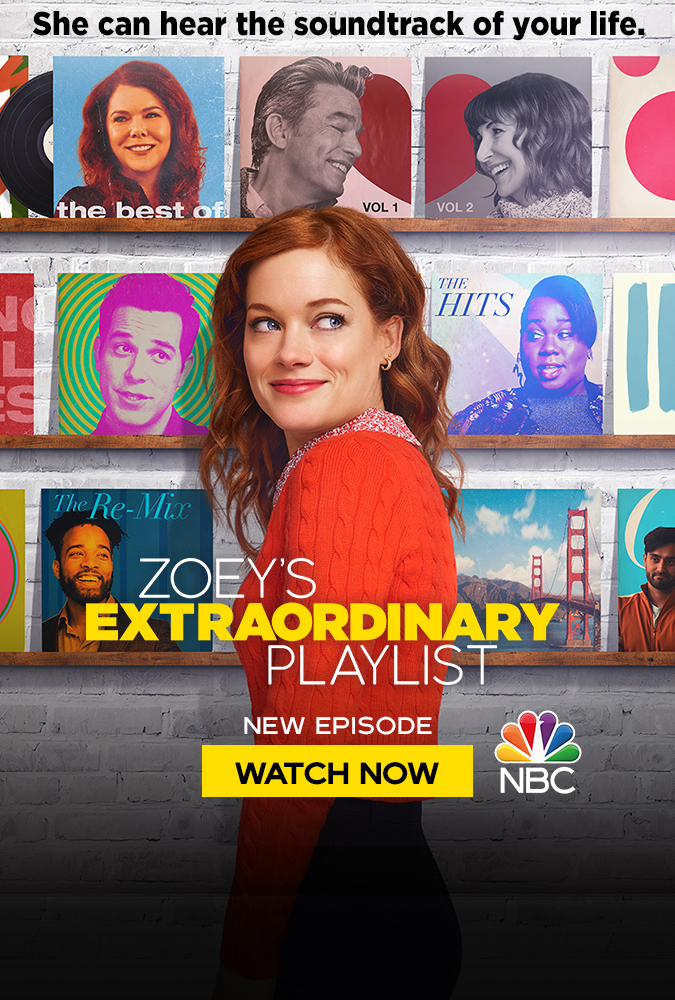 She can hear the soundtrack of your life.
the best of
VOL 1
VOL 2
THE
HITS
The Re-Mix
ZOEY'S
EXTRAORDINARY
PLAYLIST
NEW EPISODE
WATCH NOW
NBC